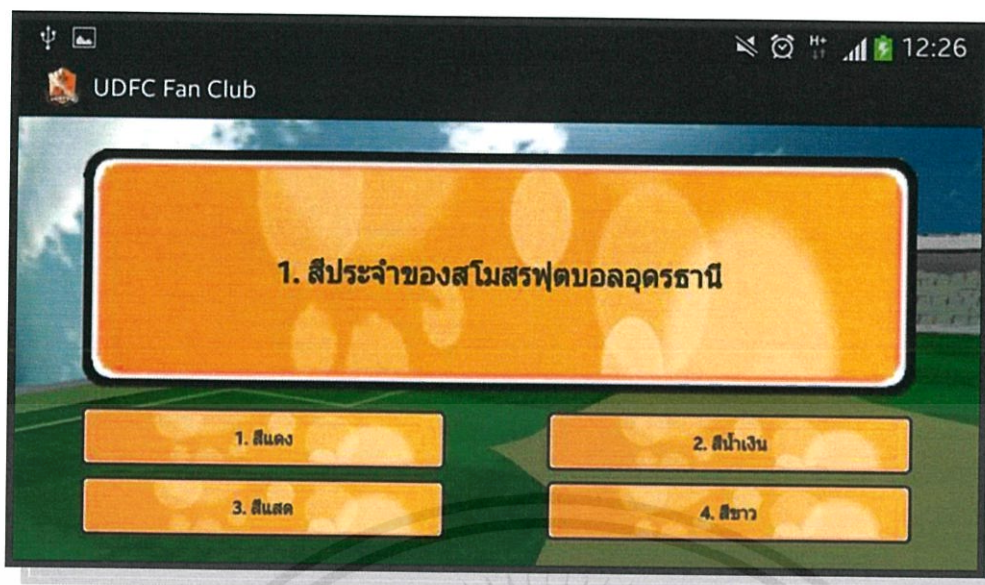 H+
12:26
UDFC Fan Club
1. สีประจำของสโมสรฟุตบอลอุดรธานี
1. สีแดง
2. สีน้ำเงิน
3. สีแสด
4. สีขาว